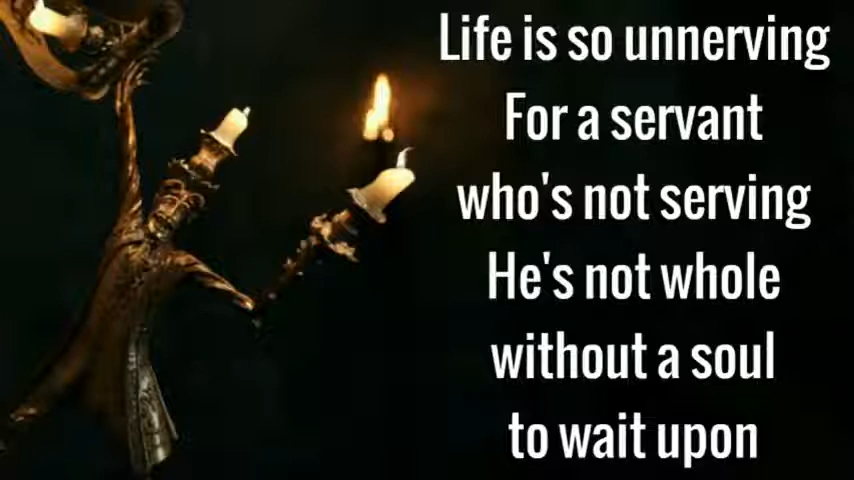 Life is so unnerving
For a servant
who's not serving
He's not whole
without a soul
to wait upon